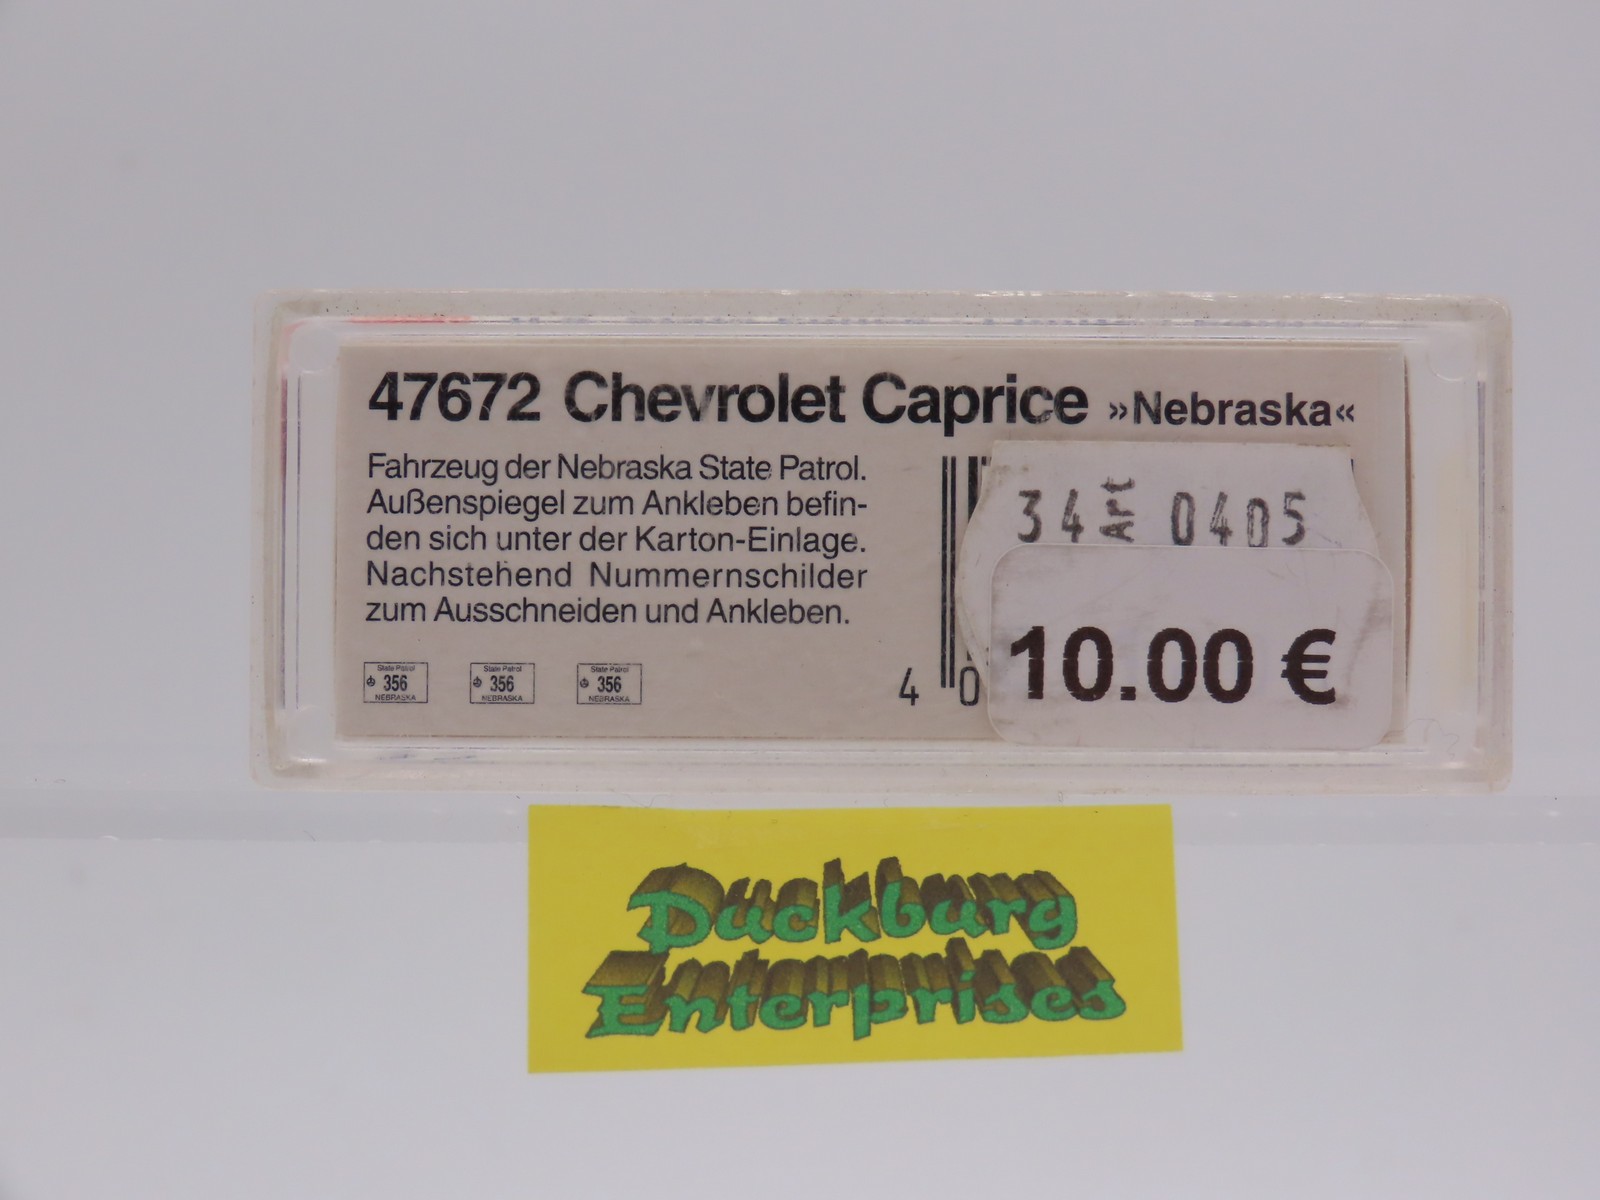 47672 Chevrolet Caprice »Nebraska«
Fahrzeug der Nebraska State Patrol.
Außenspiegel zum Ankleben befin-
den sich unter der Karton-Einlage.
Nachstehend Nummernschilder
zum Ausschneiden und Ankleben.
State Patrol
356
NEBRASKA
State Patrol
356
NEBRASKA
State Patrol
356
NEBRASKA
4 0
34 Art 0405
10.00 €
Duckburg
Enterprises